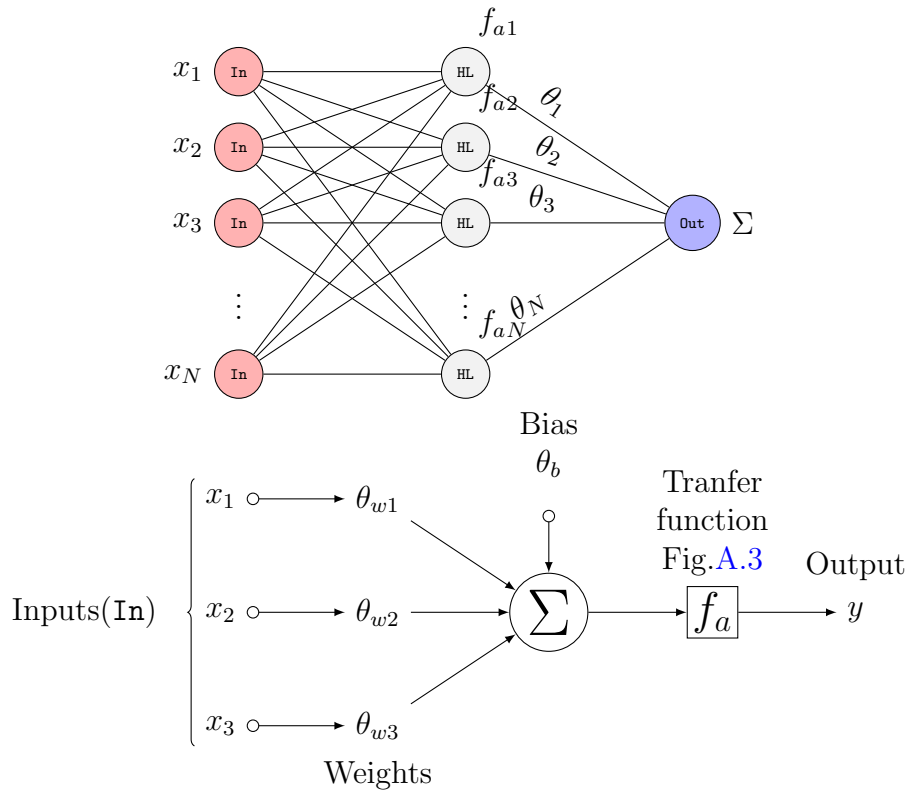 f_{a1}
x_1 In HL
f_{a2} θ_1
x_2 In HL θ_2
f_{a3} θ_3
x_3 In HL Out Σ
⋮ ⋮
f_{aN} θ_N
x_N In HL
Bias
θ_b
x_1 θ_{w1}
Tranfer
function
Fig.A.3
Output
Inputs(In) x_2 θ_{w2} Σ f_a y
x_3 θ_{w3}
Weights